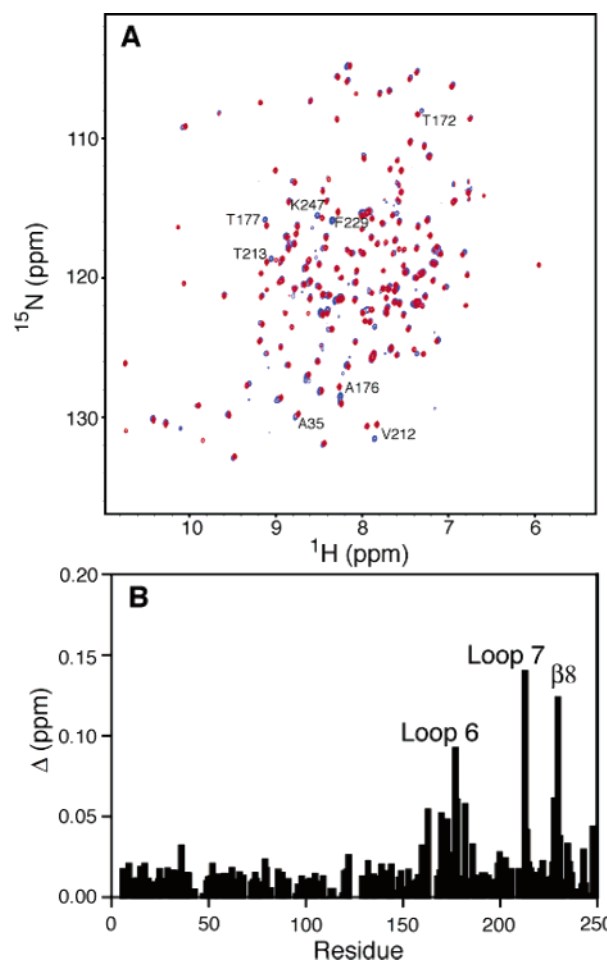 A
T172
110
K247
T177
F229
T213
120
15N (ppm)
A176
A35
V212
130
10 9 8 7 6
1H (ppm)
B
0.20
0.15
0.10
0.05
0.00
Δ (ppm)
Loop 7
β8
Loop 6
0 50 100 150 200 250
Residue